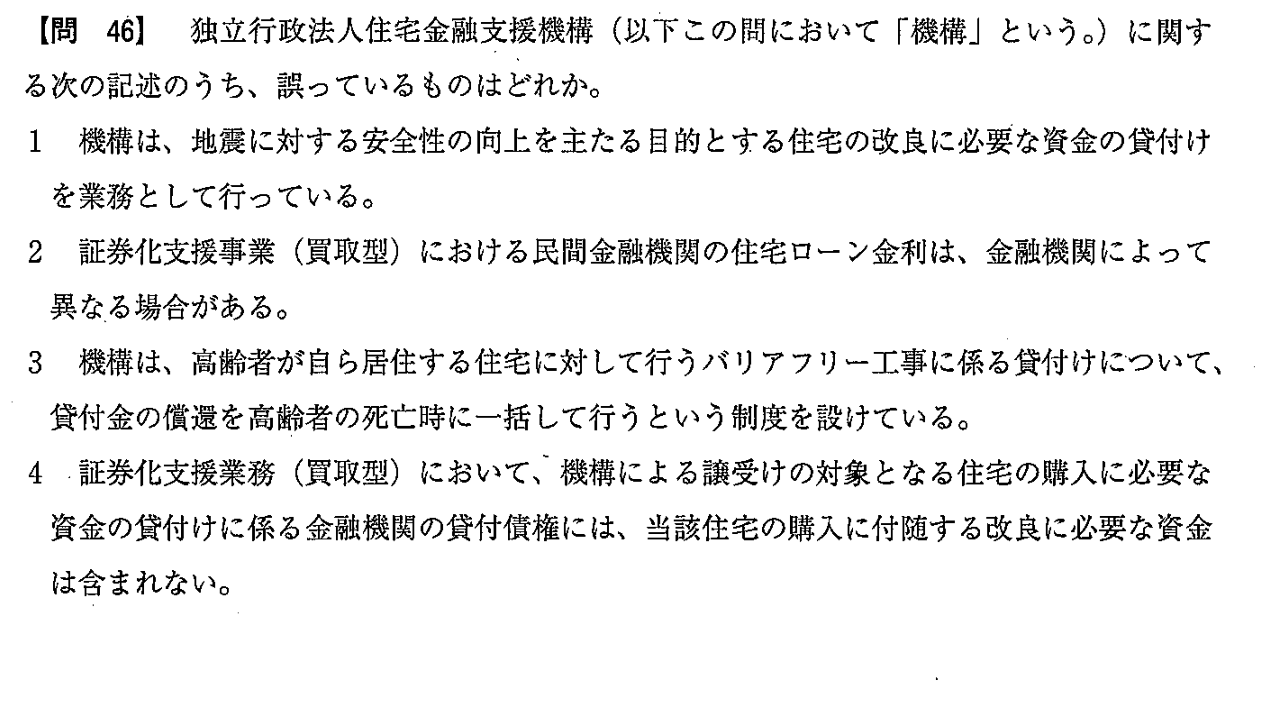 【問 46】 独立行政法人住宅金融支援機構（以下この問において「機構」という。）に関す
る次の記述のうち、誤っているものはどれか。
1 機構は、地震に対する安全性の向上を主たる目的とする住宅の改良に必要な資金の貸付け
を業務として行っている。
2 証券化支援事業（買取型）における民間金融機関の住宅ローン金利は、金融機関によって
異なる場合がある。
3 機構は、高齢者が自ら居住する住宅に対して行うバリアフリー工事に係る貸付けについて、
貸付金の償還を高齢者の死亡時に一括して行うという制度を設けている。
4 証券化支援業務（買取型）において、機構による譲受けの対象となる住宅の購入に必要な
資金の貸付けに係る金融機関の貸付債権には、当該住宅の購入に付随する改良に必要な資金
は含まれない。